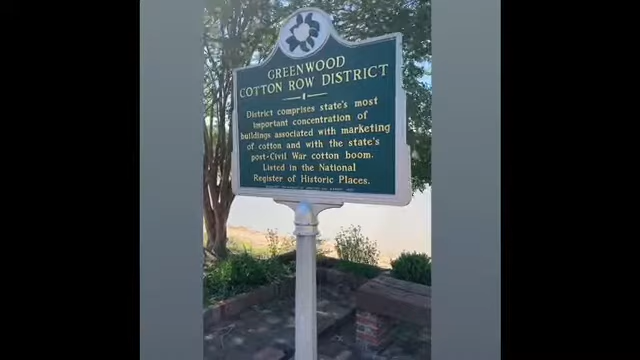 GREENWOOD
COTTON ROW DISTRICT
District comprises state's most
important concentration of
buildings associated with marketing
of cotton and with the state's
post-Civil War cotton boom.
Listed in the National
Register of Historic Places.